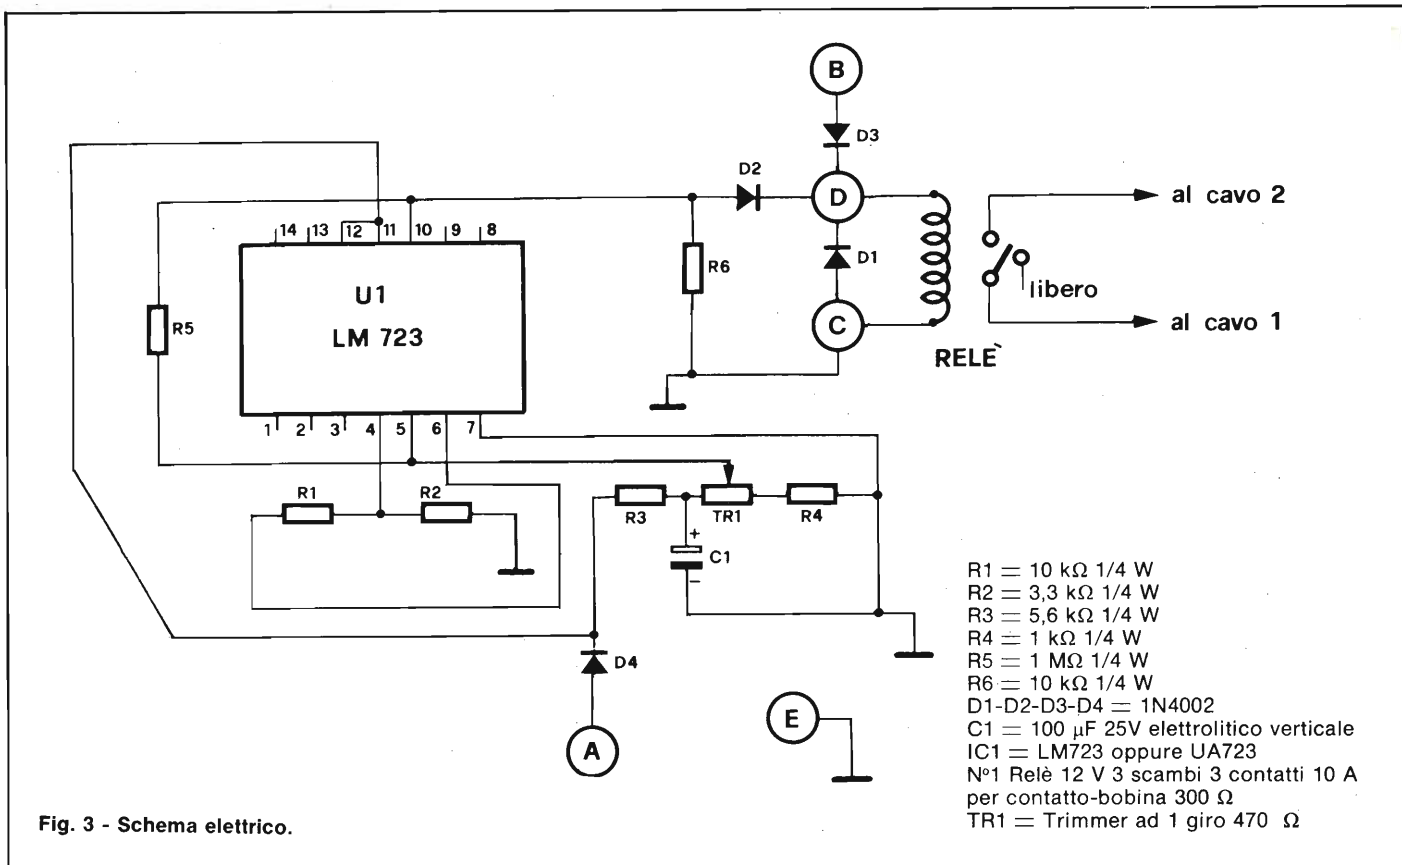 B
D3
D2
D
al cavo 2
14 13 12 11 10 9 8
R6
D1
U1
LM 723
R5
libero
C
al cavo 1
RELÈ
1 2 3 4 5 6 7
R1
R2
R3
TR1
R4
+
C1
−
D4
E
A
R1 = 10 kΩ 1/4 W
R2 = 3,3 kΩ 1/4 W
R3 = 5,6 kΩ 1/4 W
R4 = 1 kΩ 1/4 W
R5 = 1 MΩ 1/4 W
R6 = 10 kΩ 1/4 W
D1-D2-D3-D4 = 1N4002
C1 = 100 μF 25V elettrolitico verticale
IC1 = LM723 oppure UA723
N°1 Relè 12 V 3 scambi 3 contatti 10 A
per contatto-bobina 300 Ω
TR1 = Trimmer ad 1 giro 470 Ω
Fig. 3 - Schema elettrico.